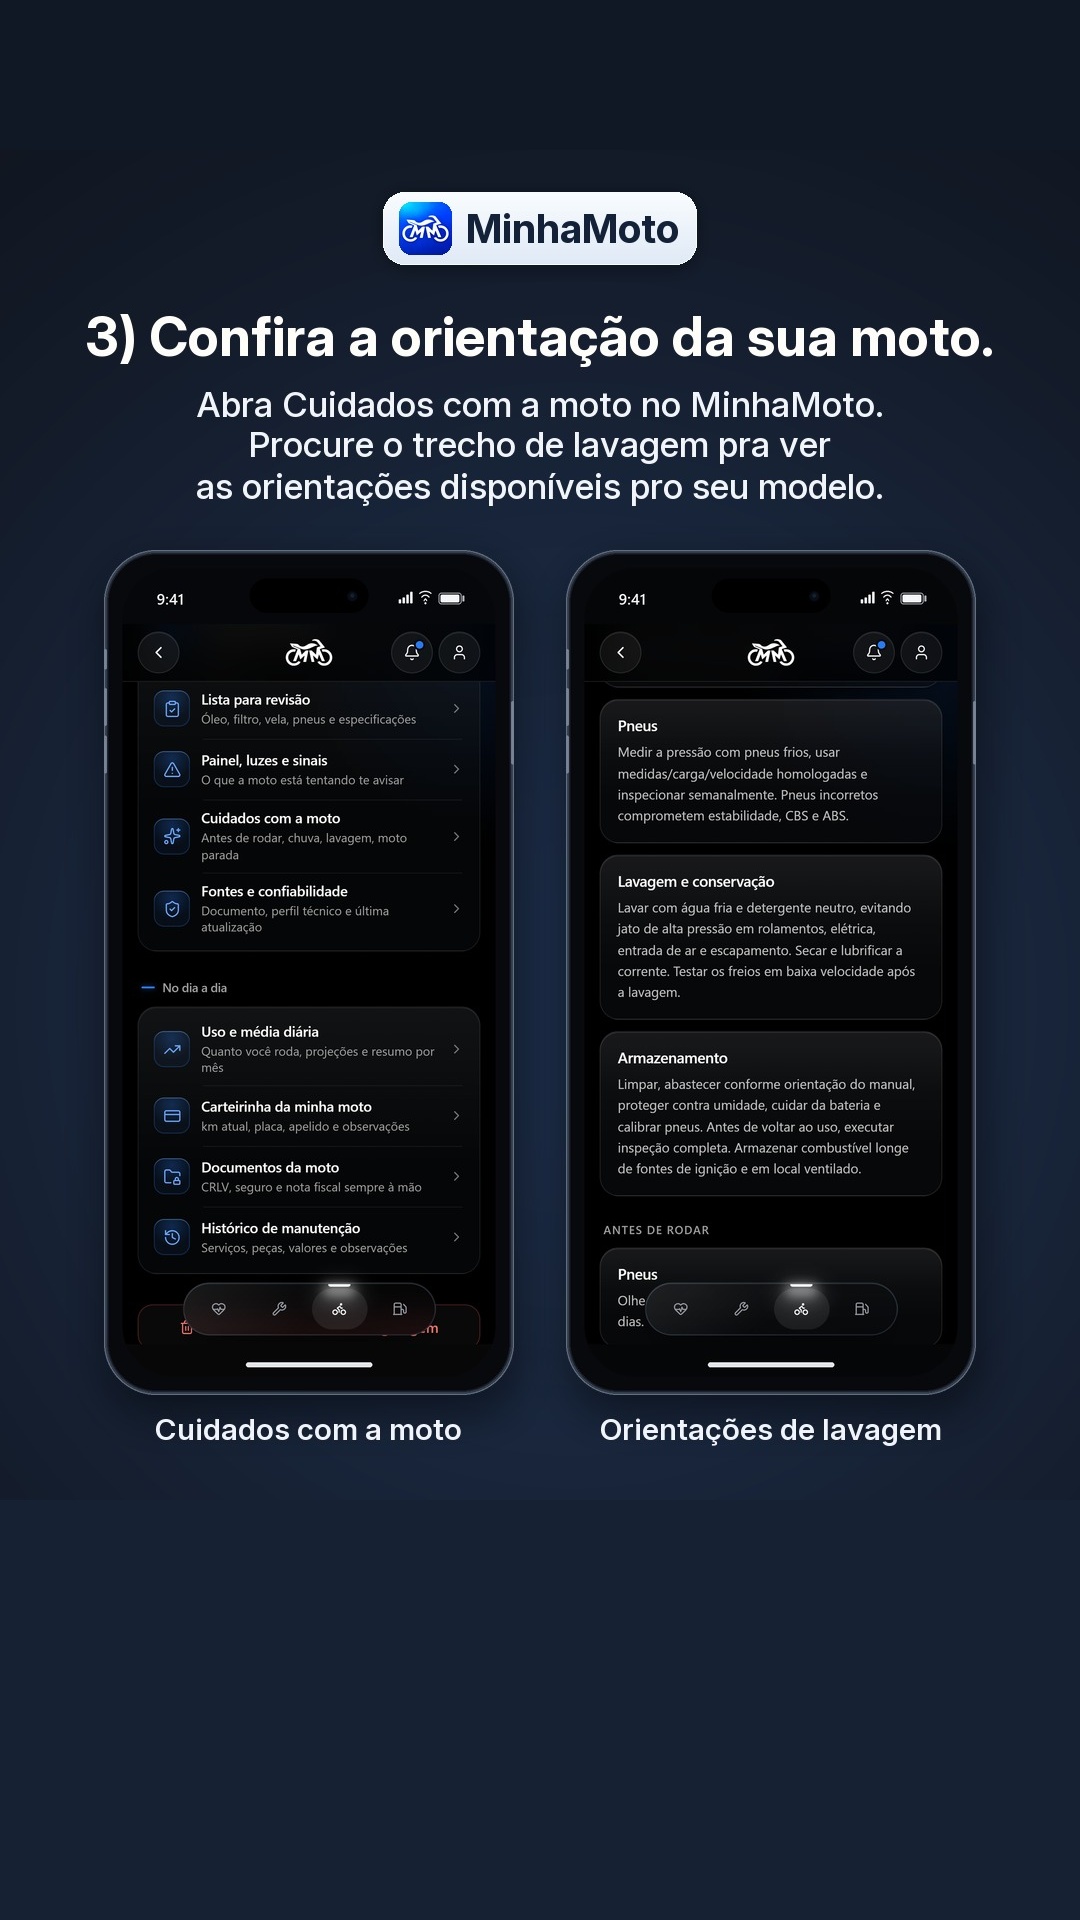 MinhaMoto
3) Confira a orientação da sua moto.
Abra Cuidados com a moto no MinhaMoto.
Procure o trecho de lavagem pra ver
as orientações disponíveis pro seu modelo.
9:41
MM
Lista para revisão
Óleo, filtro, vela, pneus e especificações
Painel, luzes e sinais
O que a moto está tentando te avisar
Cuidados com a moto
Antes de rodar, chuva, lavagem, moto
parada
Fontes e confiabilidade
Documento, perfil técnico e última
atualização
No dia a dia
Uso e média diária
Quanto você roda, projeções e resumo por
mês
Carteirinha da minha moto
km atual, placa, apelido e observações
Documentos da moto
CRLV, seguro e nota fiscal sempre à mão
Histórico de manutenção
Serviços, peças, valores e observações
Cuidados com a moto
9:41
MM
Pneus
Medir a pressão com pneus frios, usar
medidas/carga/velocidade homologadas e
inspecionar semanalmente. Pneus incorretos
comprometem estabilidade, CBS e ABS.
Lavagem e conservação
Lavar com água fria e detergente neutro, evitando
jato de alta pressão em rolamentos, elétrica,
entrada de ar e escapamento. Secar e lubrificar a
corrente. Testar os freios em baixa velocidade após
a lavagem.
Armazenamento
Limpar, abastecer conforme orientação do manual,
proteger contra umidade, cuidar da bateria e
calibrar pneus. Antes de voltar ao uso, executar
inspeção completa. Armazenar combustível longe
de fontes de ignição e em local ventilado.
ANTES DE RODAR
Pneus
Olhe
dias.
Orientações de lavagem